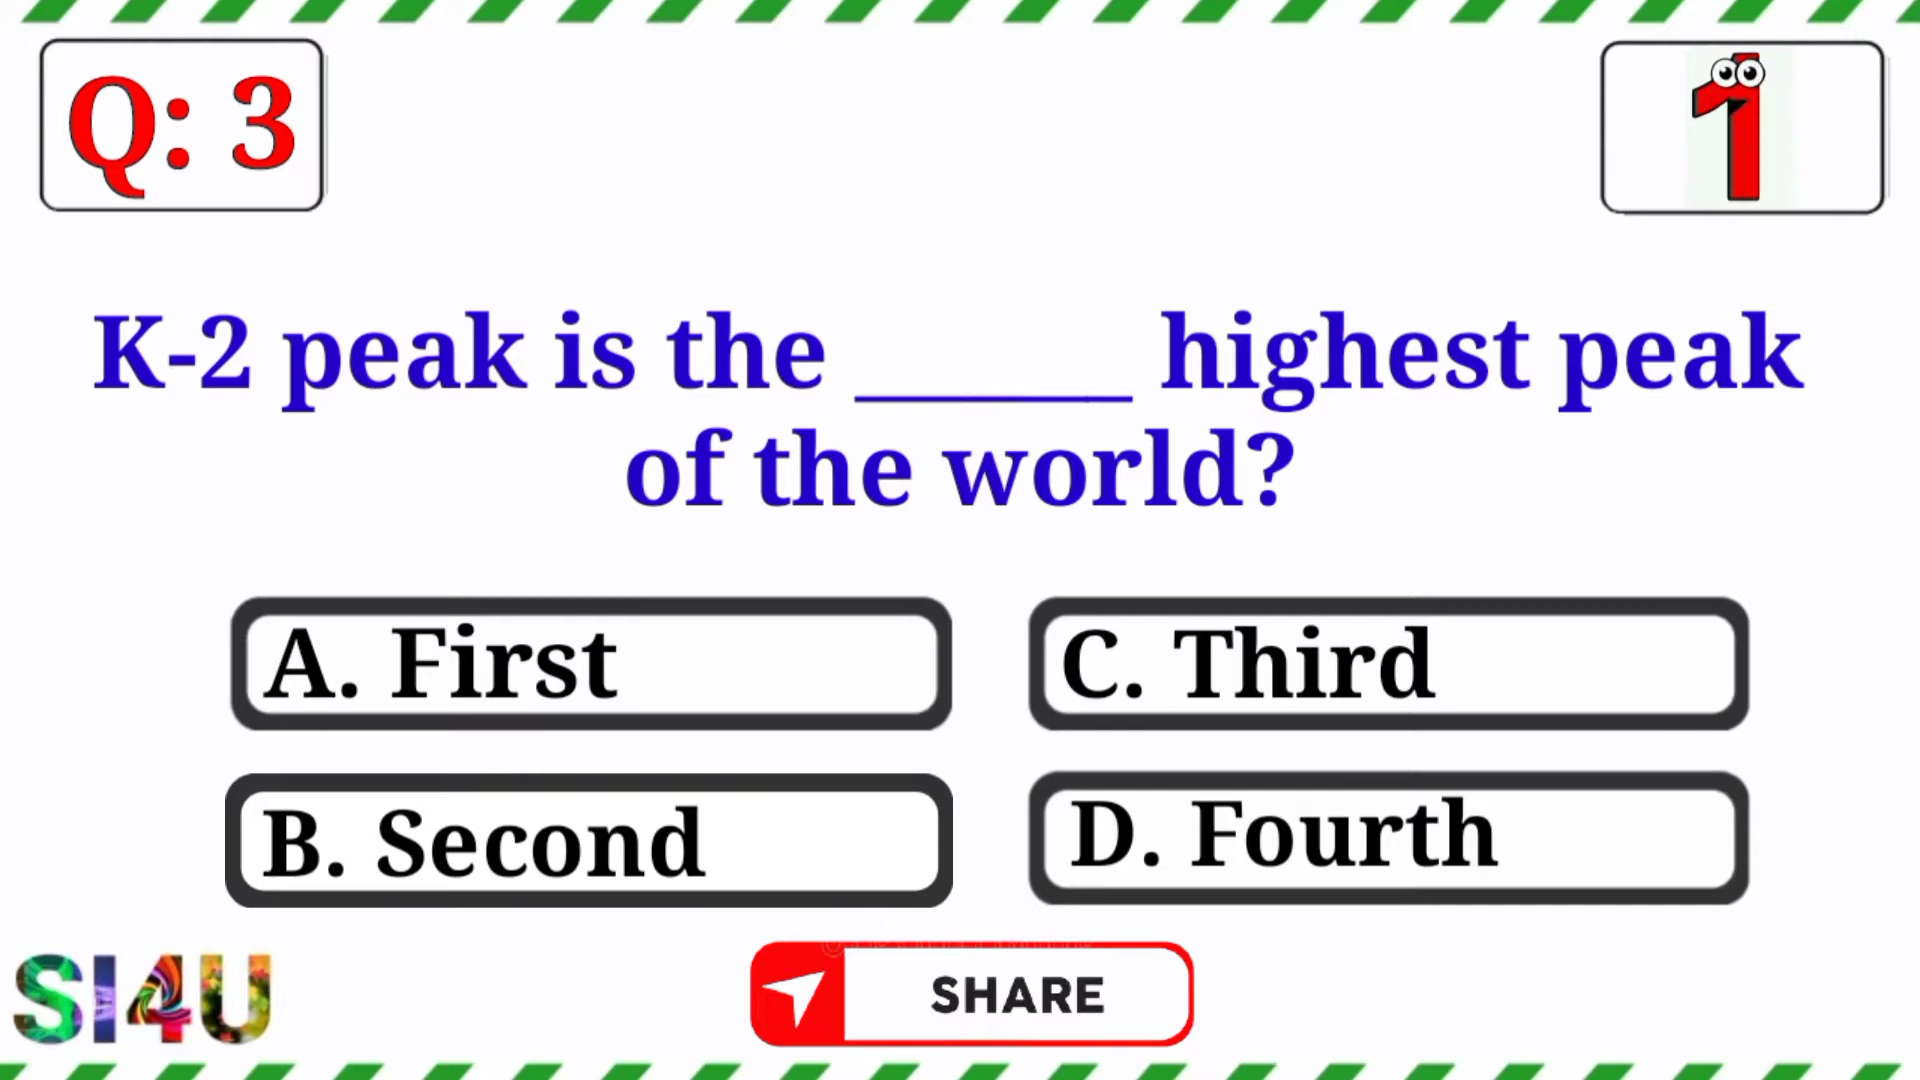 Q: 3
1
K-2 peak is the ______ highest peak
of the world?
A. First
C. Third
B. Second
D. Fourth
SI4U
SHARE